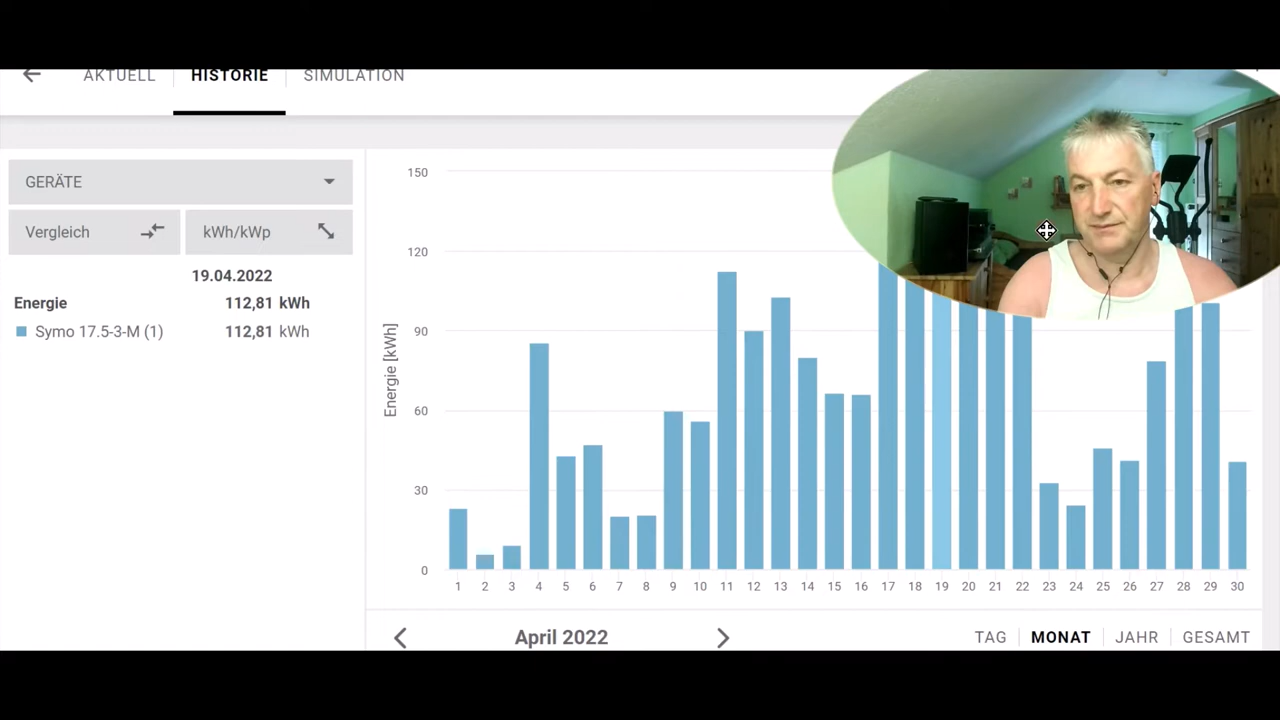 AKTUELL HISTORIE SIMULATION
GERÄTE
Vergleich kWh/kWp
19.04.2022
Energie 112,81 kWh
Symo 17.5-3-M (1) 112,81 kWh
Energie [kWh]
150
120
90
60
30
0
1 2 3 4 5 6 7 8 9 10 11 12 13 14 15 16 17 18 19 20 21 22 23 24 25 26 27 28 29 30
April 2022
TAG MONAT JAHR GESAMT